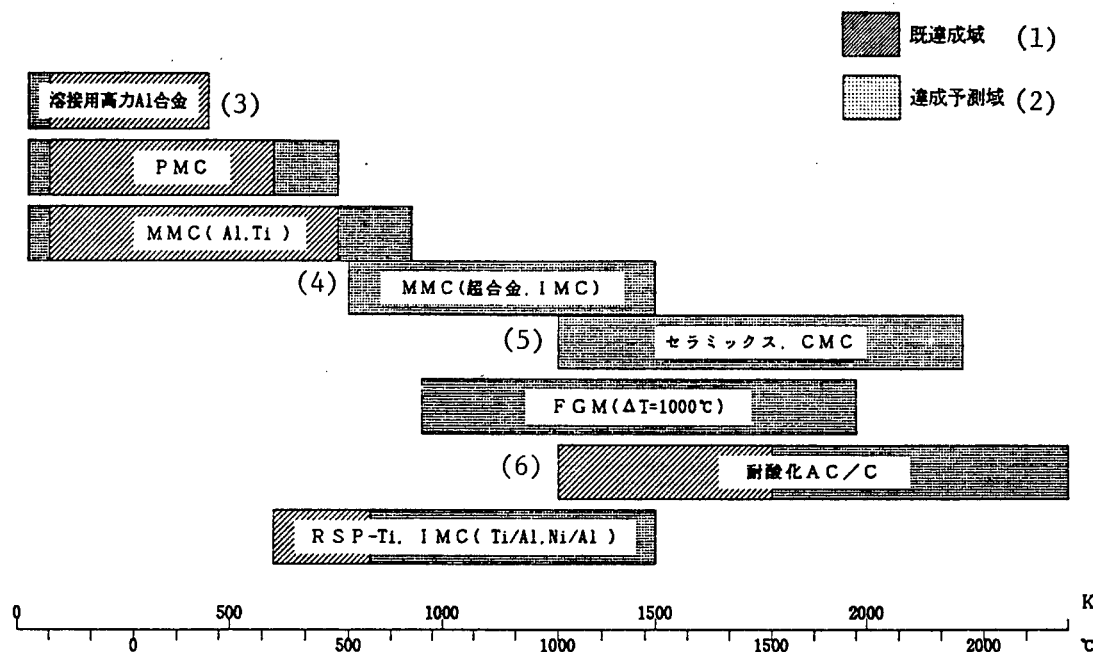 既達成域 (1)
達成予測域 (2)
溶接用高力Al合金 (3)
PMC
MMC( Al,Ti )
(4) MMC(超合金, IMC)
(5) セラミックス, CMC
FGM(ΔT=1000℃)
(6) 耐酸化AC/C
RSP-Ti, IMC( Ti/Al,Ni/Al )
0 500 1000 1500 2000 K
0 500 1000 1500 2000 ℃